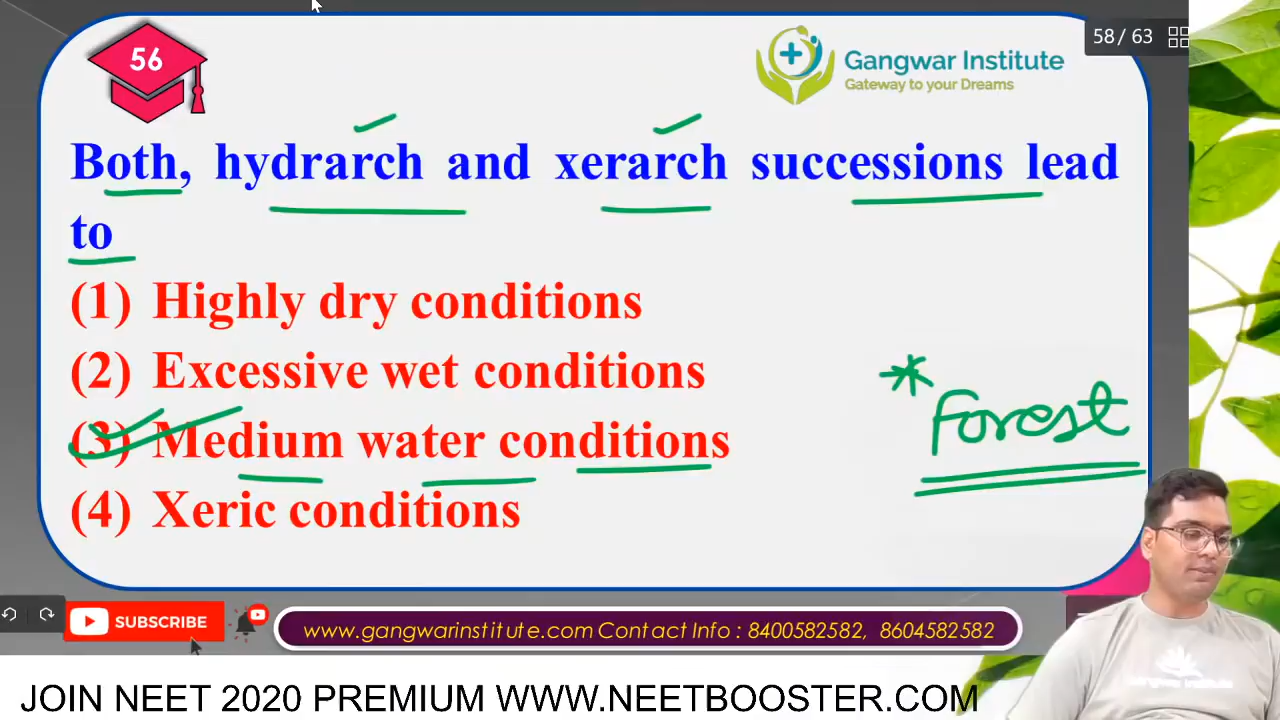 56
Gangwar Institute
Gateway to your Dreams
58 / 63
Both, hydrarch and xerarch successions lead
to
(1) Highly dry conditions
(2) Excessive wet conditions
(3) Medium water conditions
(4) Xeric conditions
*Forest
SUBSCRIBE
www.gangwarinstitute.com Contact Info : 8400582582, 8604582582
JOIN NEET 2020 PREMIUM WWW.NEETBOOSTER.COM